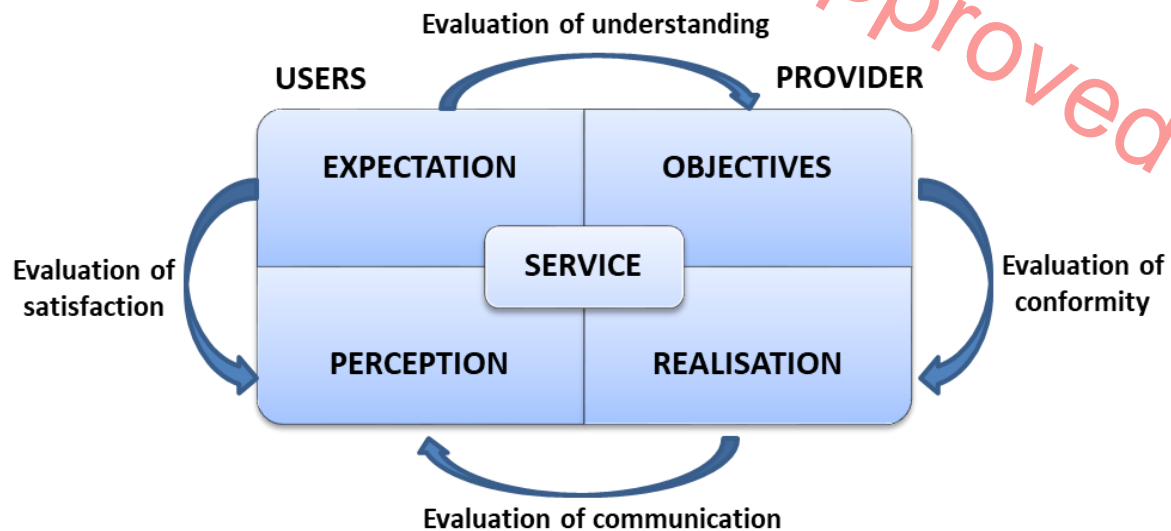 Evaluation of understanding
USERS
PROVIDER
EXPECTATION
OBJECTIVES
SERVICE
Evaluation of
satisfaction
Evaluation of
conformity
PERCEPTION
REALISATION
Evaluation of communication